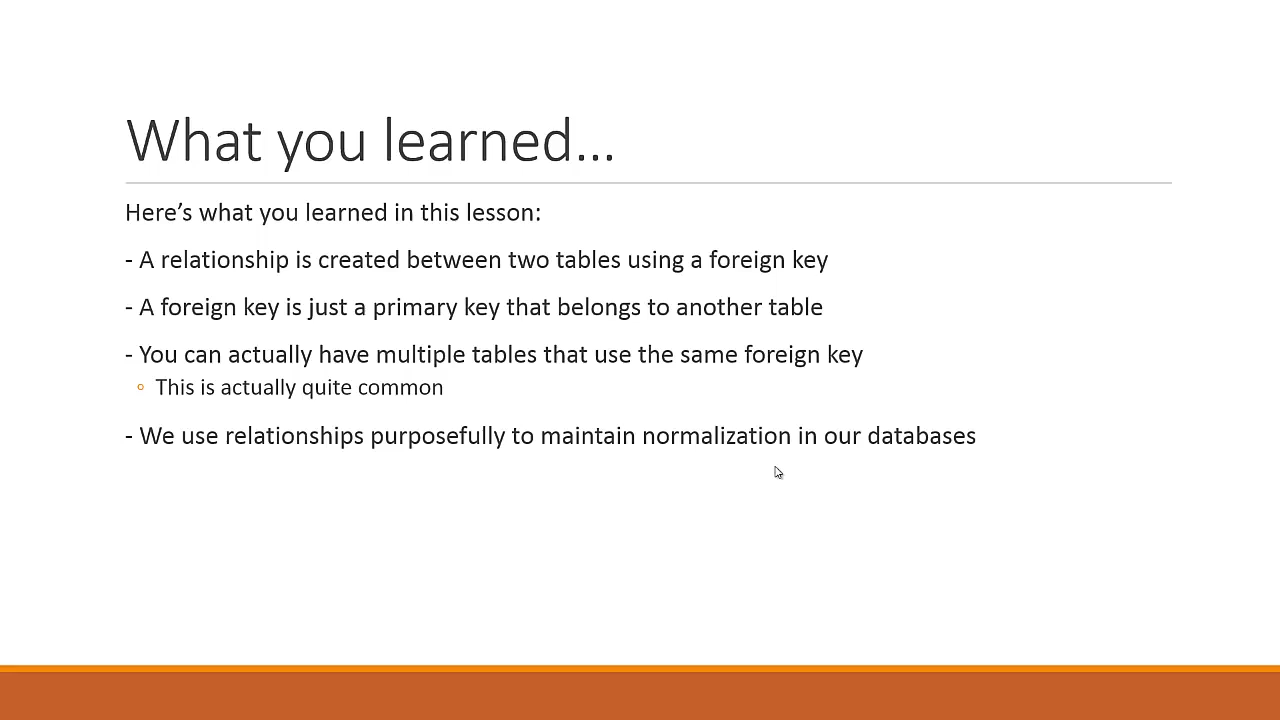 What you learned...
Here’s what you learned in this lesson:
- A relationship is created between two tables using a foreign key
- A foreign key is just a primary key that belongs to another table
- You can actually have multiple tables that use the same foreign key
◦ This is actually quite common
- We use relationships purposefully to maintain normalization in our databases